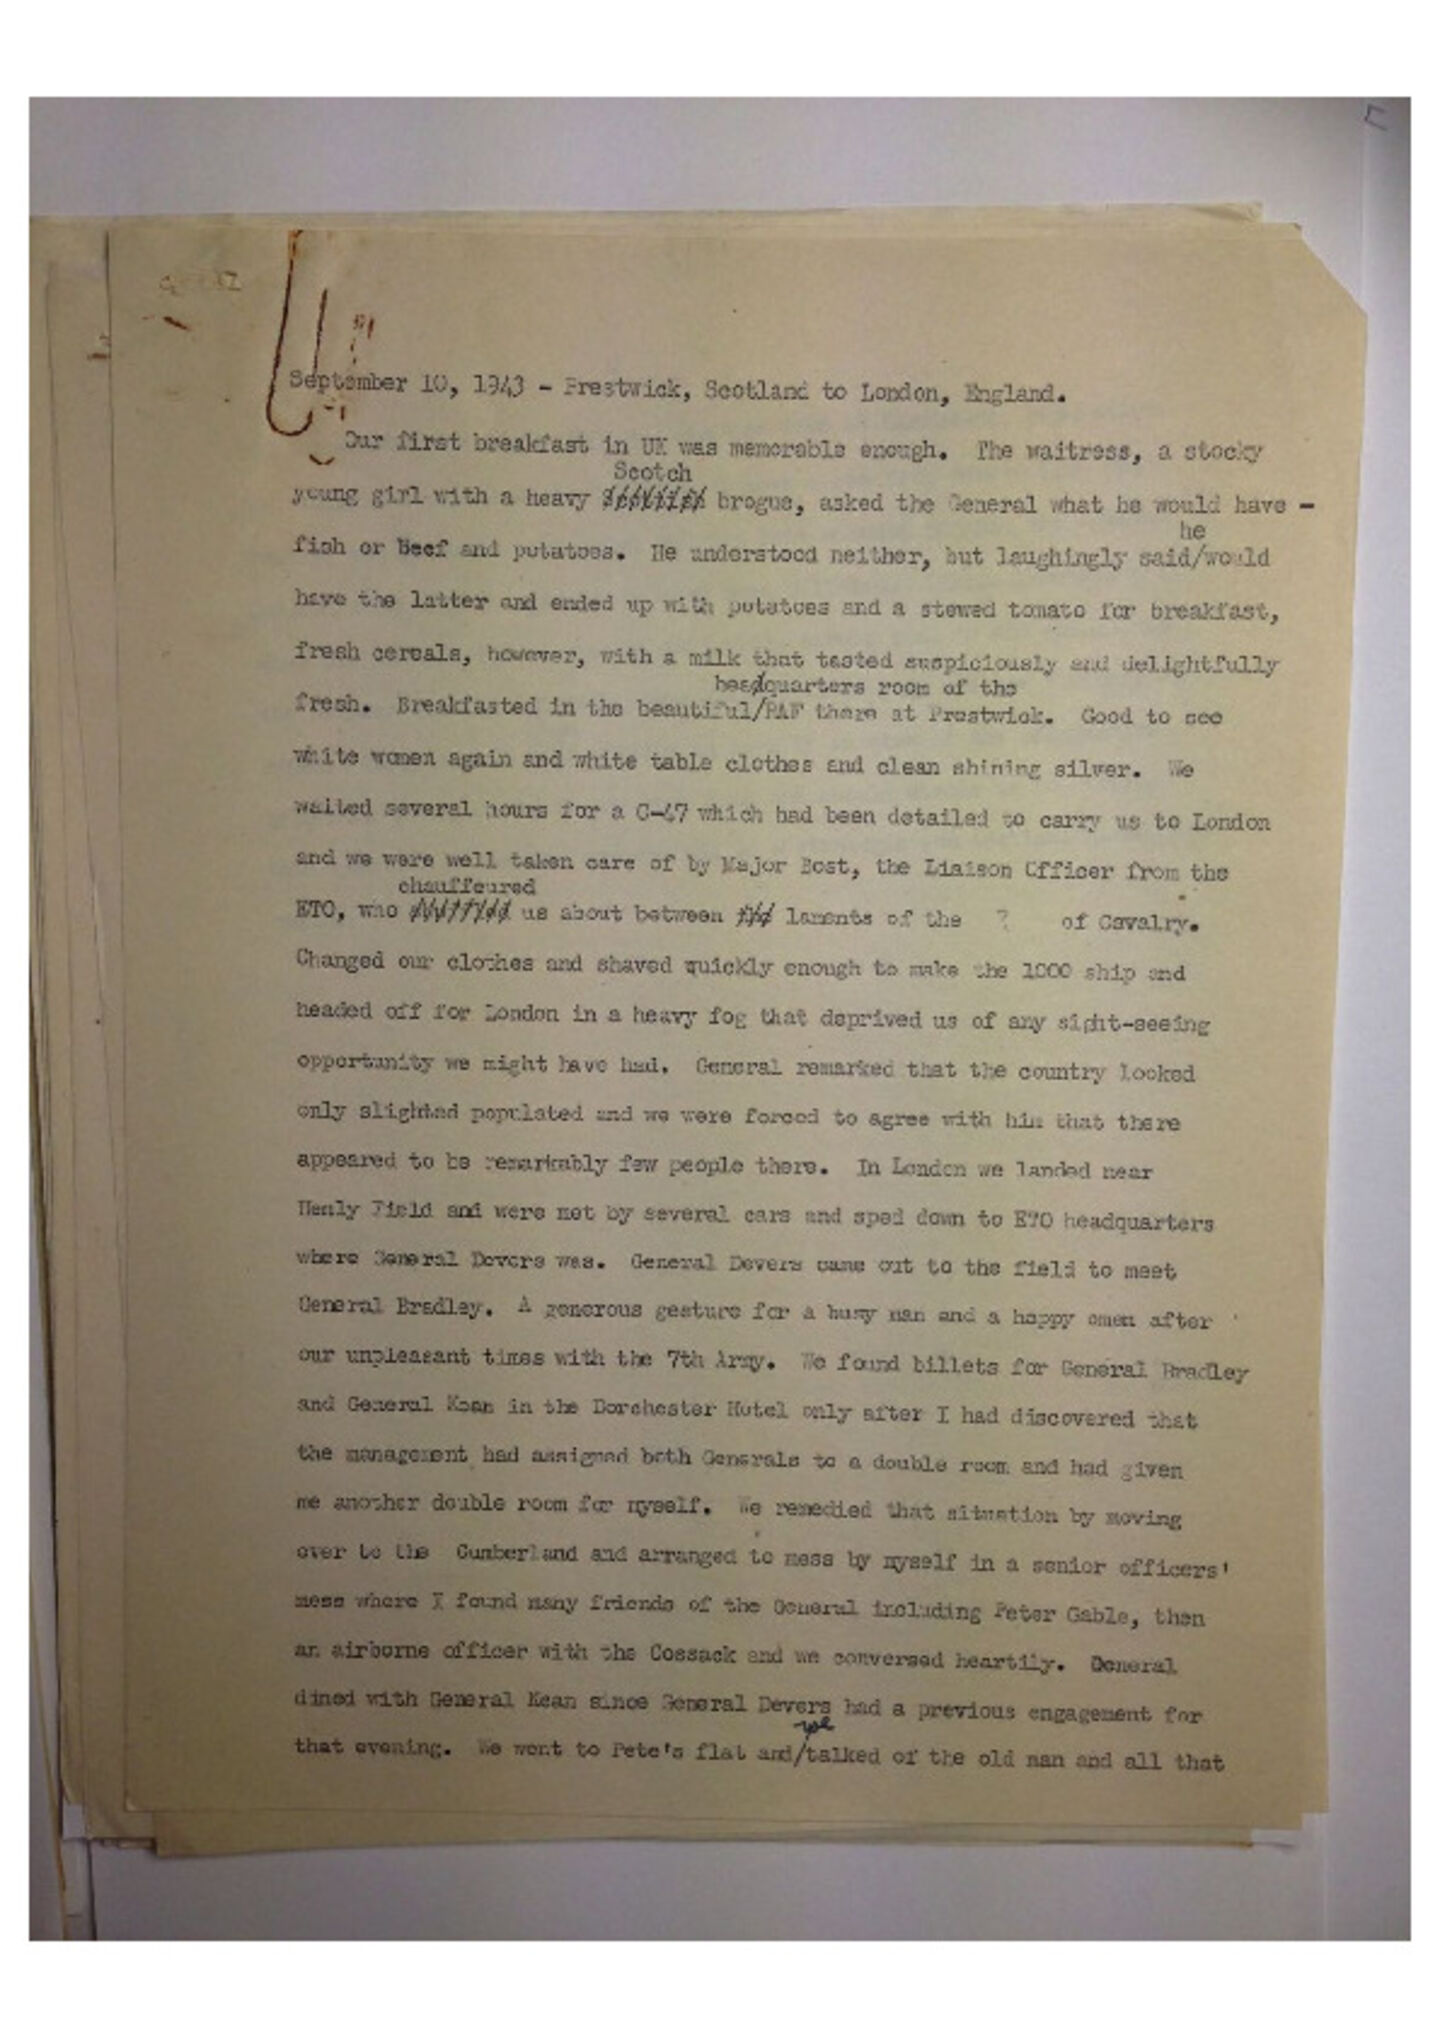 September 10, 1943 - Prestwick, Scotland to London, England.
Our first breakfast in UK was memorable enough. The waitress, a stocky
Scotch
young girl with a heavy brogue, asked the General what he would have -
he
fish or Beef and potatoes. He understood neither, but laughingly said/would
have the latter and ended up with potatoes and a stewed tomato for breakfast,
fresh cereals, however, with a milk that tasted suspiciously and delightfully
headquarters room of the
fresh. Breakfasted in the beautiful/RAF there at Prestwick. Good to see
white women again and white table clothes and clean shining silver. We
waited several hours for a C-47 which had been detailed to carry us to London
and we were well taken care of by Major Bost, the Liaison Officer from the
chauffeured
ETO, who us about between laments of the ? of Cavalry.
Changed our clothes and shaved quickly enough to make the 1000 ship and
headed off for London in a heavy fog that deprived us of any sight-seeing
opportunity we might have had. General remarked that the country looked
only slighted populated and we were forced to agree with him that there
appeared to be remarkably few people there. In London we landed near
Henly Field and were met by several cars and sped down to ETO headquarters
where General Devers was. General Devers came out to the field to meet
General Bradley. A generous gesture for a busy man and a happy omen after
our unpleasant times with the 7th Army. We found billets for General Bradley
and General Kean in the Dorchester Hotel only after I had discovered that
the management had assigned both Generals to a double room and had given
me another double room for myself. We remedied that situation by moving
over to the Cumberland and arranged to mess by myself in a senior officers'
mess where I found many friends of the General including Peter Gable, then
an airborne officer with the Cossack and we conversed heartily. General
dined with General Kean since General Devers had a previous engagement for
we
that evening. We went to Pete's flat and/talked of the old man and all that